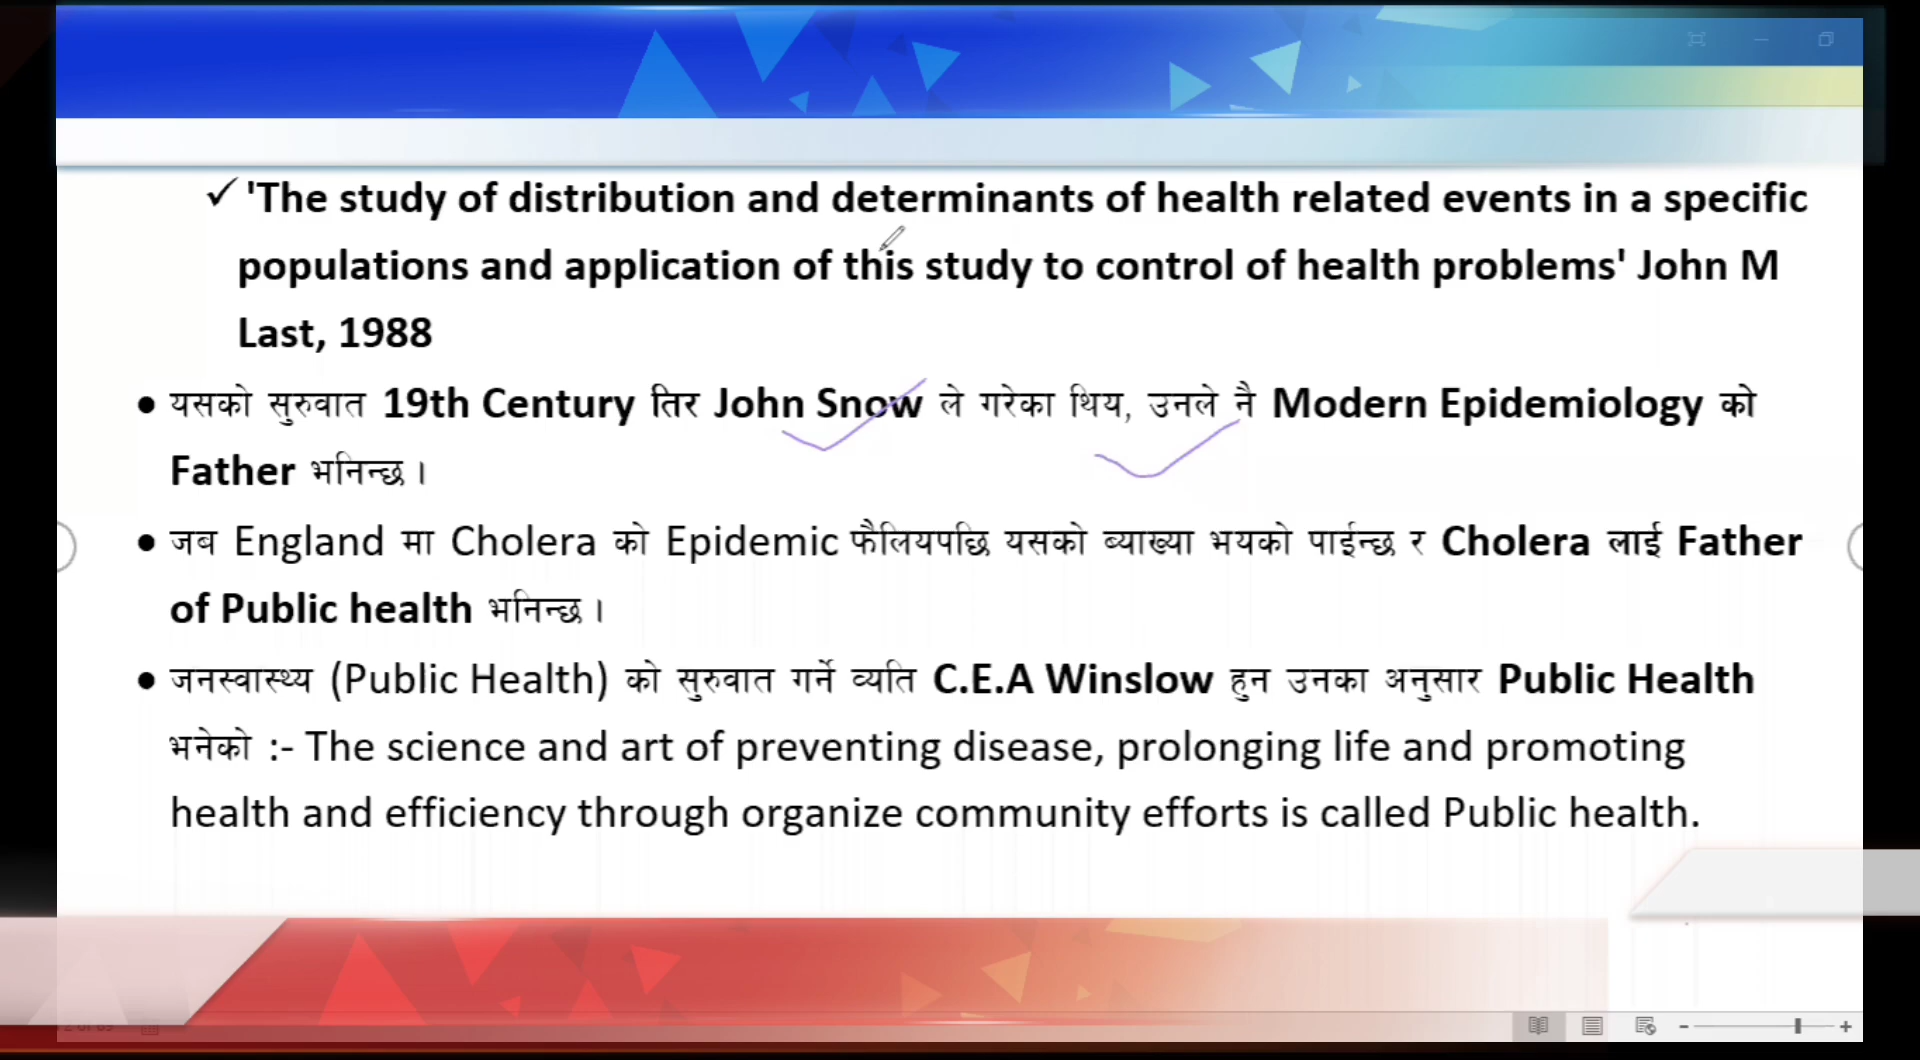 ✓ 'The study of distribution and determinants of health related events in a specific
populations and application of this study to control of health problems' John M
Last, 1988
● यसको सुरुवात 19th Century तिर John Snow ले गरेका थिय, उनले नै Modern Epidemiology को
Father भनिन्छ ।
● जब England मा Cholera को Epidemic फैलियपछि यसको ब्याख्या भयको पाईन्छ र Cholera लाई Father
of Public health भनिन्छ ।
● जनस्वास्थ्य (Public Health) को सुरुवात गर्ने व्यति C.E.A Winslow हुन उनका अनुसार Public Health
भनेको :- The science and art of preventing disease, prolonging life and promoting
health and efficiency through organize community efforts is called Public health.